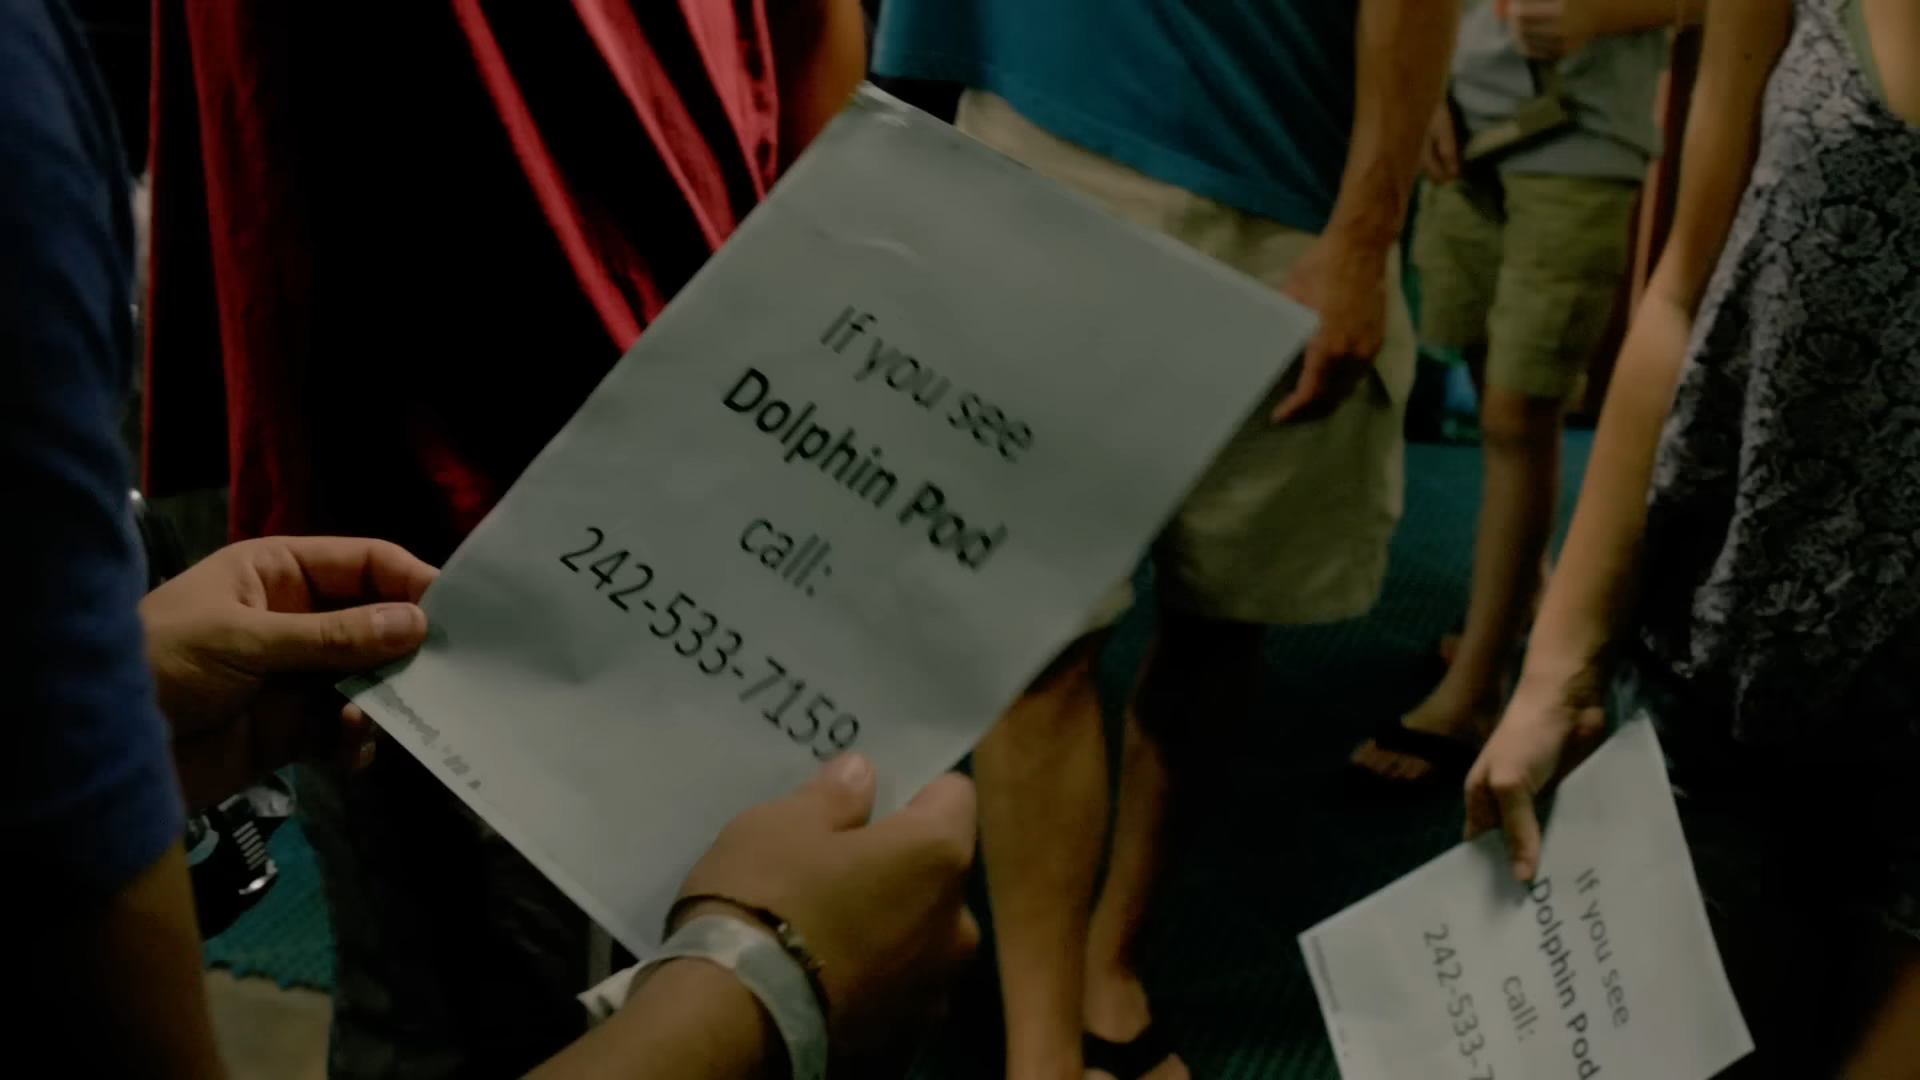 If you see
Dolphin Pod
call:
242-533-7159
If you see
Dolphin Pod
call:
242-533-7